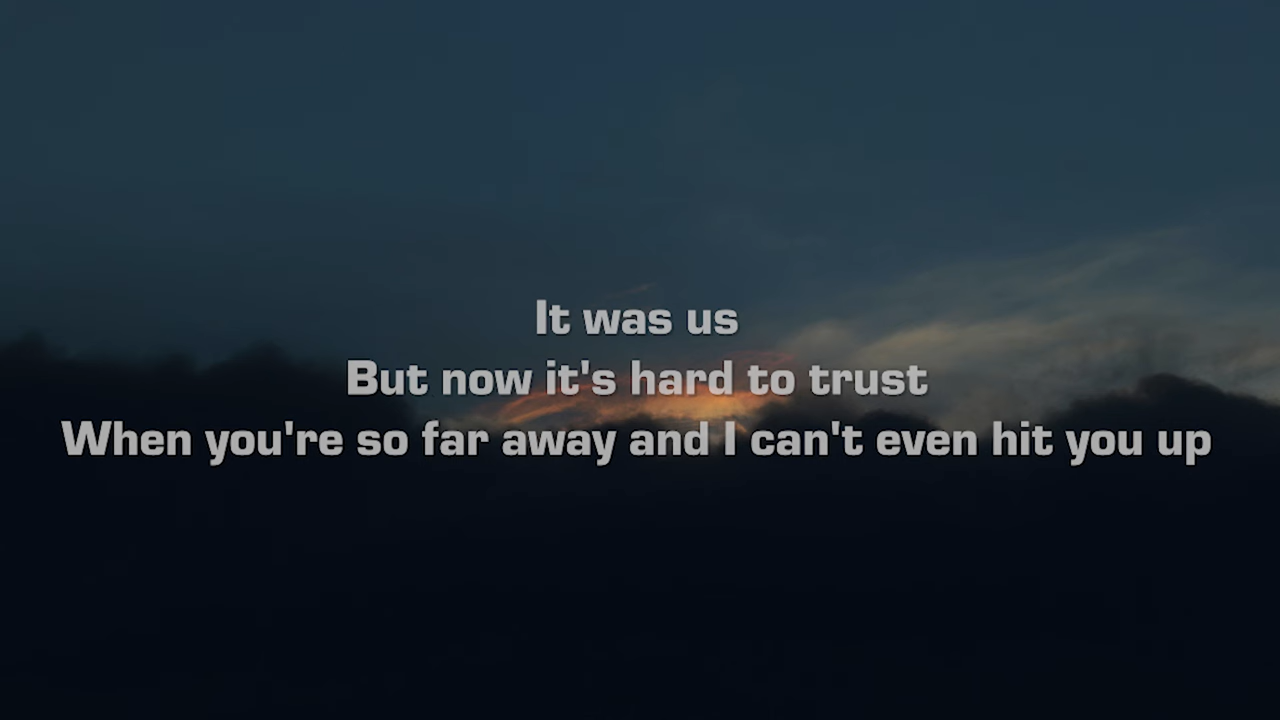 It was us
But now it's hard to trust
When you're so far away and I can't even hit you up